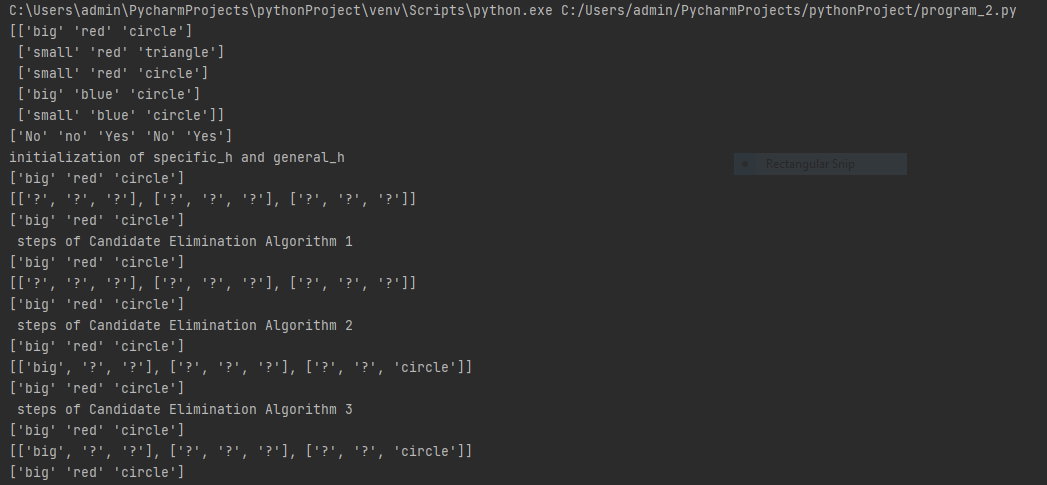 C:\Users\admin\PycharmProjects\pythonProject\venv\Scripts\python.exe C:/Users/admin/PycharmProjects/pythonProject/program_2.py
[['big' 'red' 'circle']
 ['small' 'red' 'triangle']
 ['small' 'red' 'circle']
 ['big' 'blue' 'circle']
 ['small' 'blue' 'circle']]
['No' 'no' 'Yes' 'No' 'Yes']
initialization of specific_h and general_h
Rectangular Snip
['big' 'red' 'circle']
[['?', '?', '?'], ['?', '?', '?'], ['?', '?', '?']]
['big' 'red' 'circle']
 steps of Candidate Elimination Algorithm 1
['big' 'red' 'circle']
[['?', '?', '?'], ['?', '?', '?'], ['?', '?', '?']]
['big' 'red' 'circle']
 steps of Candidate Elimination Algorithm 2
['big' 'red' 'circle']
[['big', '?', '?'], ['?', '?', '?'], ['?', '?', 'circle']]
['big' 'red' 'circle']
 steps of Candidate Elimination Algorithm 3
['big' 'red' 'circle']
[['big', '?', '?'], ['?', '?', '?'], ['?', '?', 'circle']]
['big' 'red' 'circle']